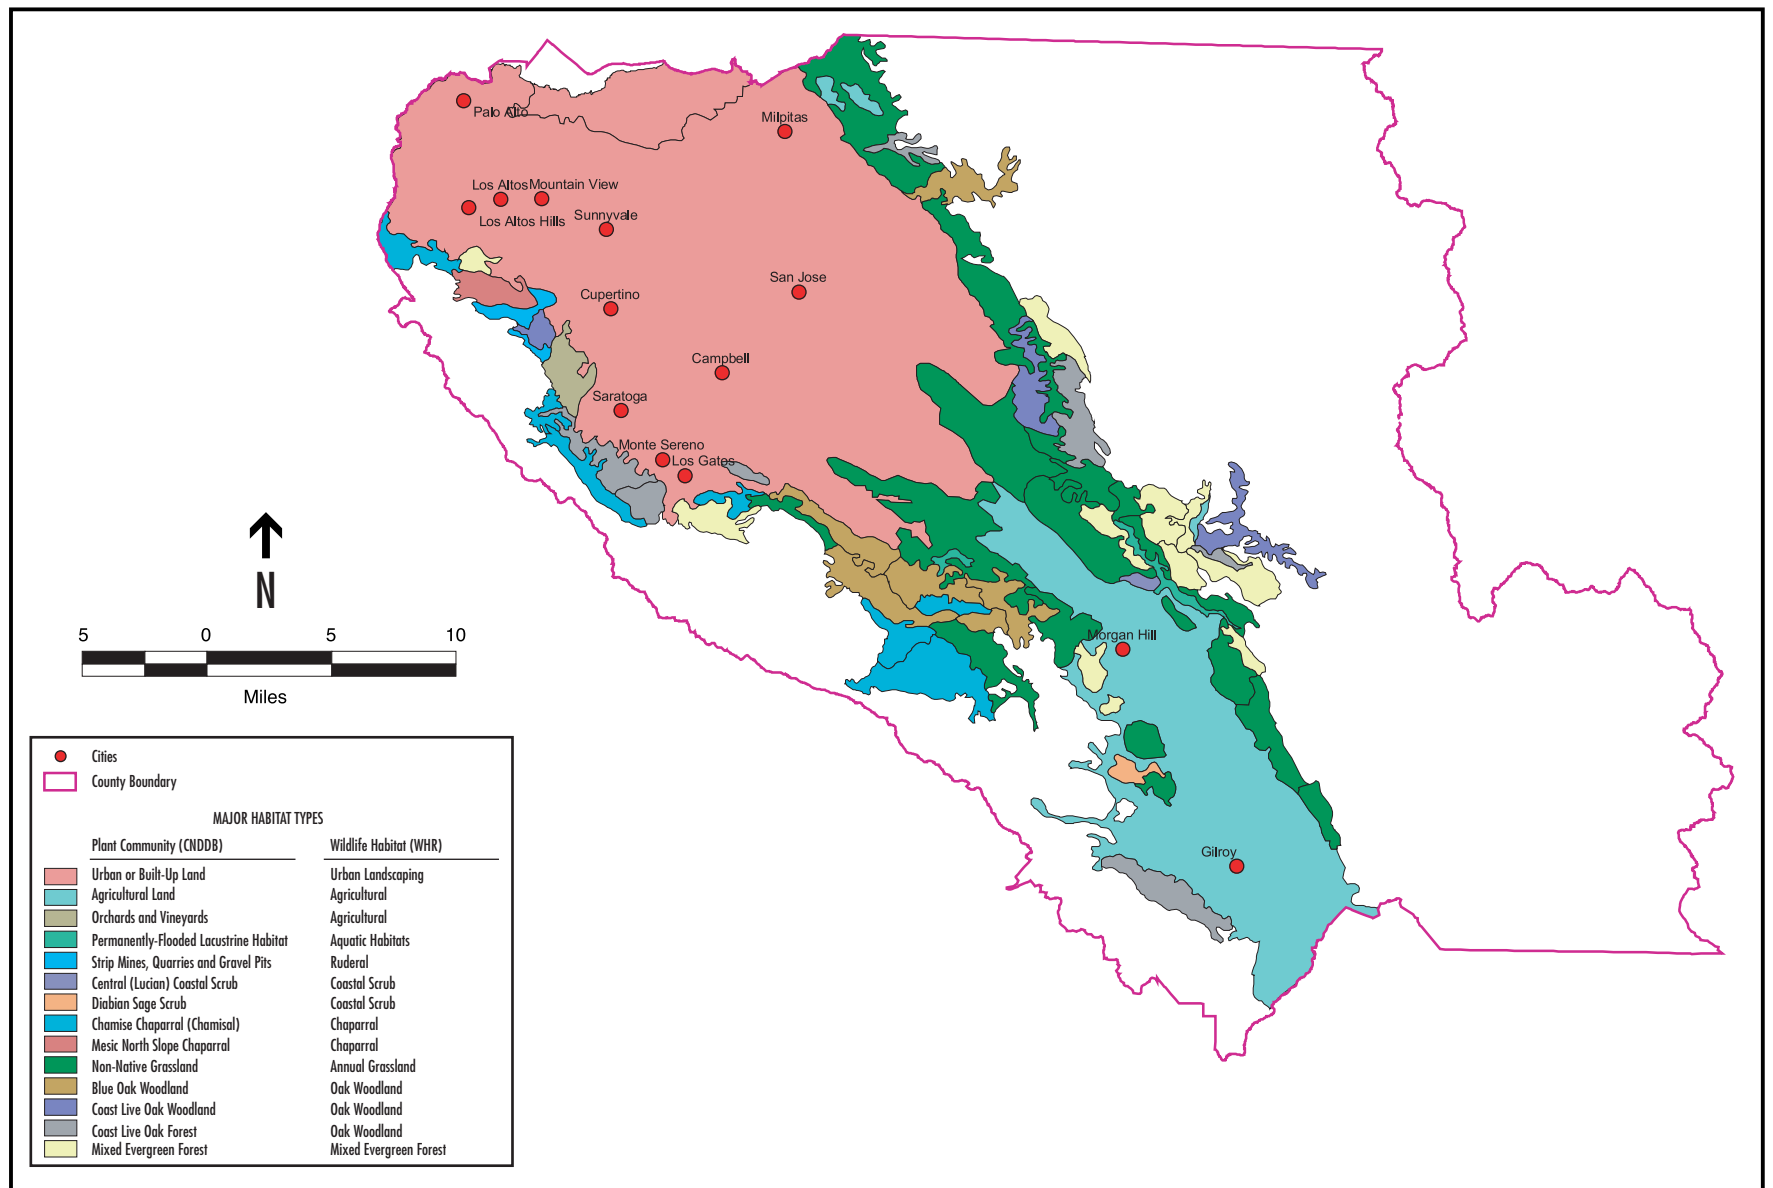 Palo Alto
Milpitas
Los Altos
Mountain View
Los Altos Hills
Sunnyvale
San Jose
Cupertino
Campbell
Saratoga
Monte Sereno
Los Gates
Morgan Hill
Gilroy
N
5 0 5 10
Miles
Cities
County Boundary
MAJOR HABITAT TYPES
Plant Community (CNDDB) Wildlife Habitat (WHR)
Urban or Built-Up Land Urban Landscaping
Agricultural Land Agricultural
Orchards and Vineyards Agricultural
Permanently-Flooded Lacustrine Habitat Aquatic Habitats
Strip Mines, Quarries and Gravel Pits Ruderal
Central (Lucian) Coastal Scrub Coastal Scrub
Diabian Sage Scrub Coastal Scrub
Chamise Chaparral (Chamisal) Chaparral
Mesic North Slope Chaparral Chaparral
Non-Native Grassland Annual Grassland
Blue Oak Woodland Oak Woodland
Coast Live Oak Woodland Oak Woodland
Coast Live Oak Forest Oak Woodland
Mixed Evergreen Forest Mixed Evergreen Forest